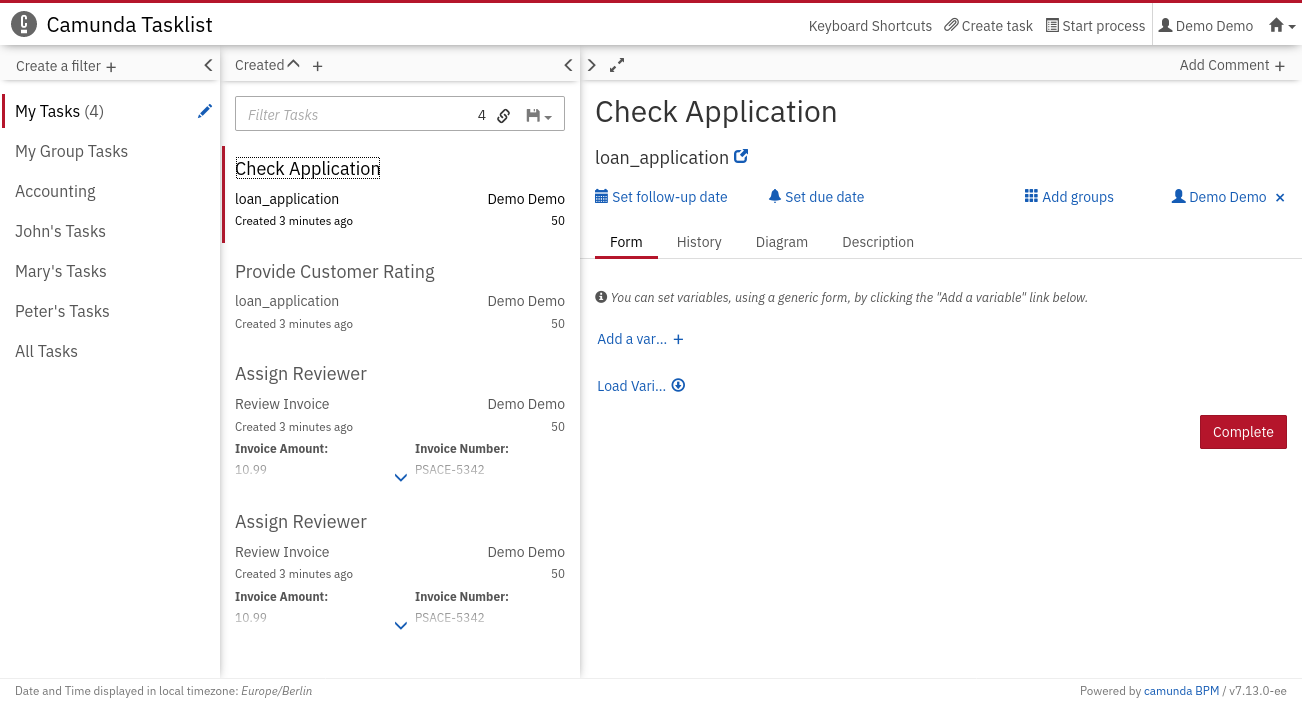 Camunda Tasklist
Keyboard Shortcuts Create task Start process Demo Demo
Create a filter +
My Tasks (4)
My Group Tasks
Accounting
John's Tasks
Mary's Tasks
Peter's Tasks
All Tasks
Created +
Filter Tasks 4
Check Application
loan_application Demo Demo
Created 3 minutes ago 50
Provide Customer Rating
loan_application Demo Demo
Created 3 minutes ago 50
Assign Reviewer
Review Invoice Demo Demo
Created 3 minutes ago 50
Invoice Amount: Invoice Number:
10.99 PSACE-5342
Assign Reviewer
Review Invoice Demo Demo
Created 3 minutes ago 50
Invoice Amount: Invoice Number:
10.99 PSACE-5342
Add Comment +
Check Application
loan_application
Set follow-up date Set due date Add groups Demo Demo ×
Form History Diagram Description
You can set variables, using a generic form, by clicking the "Add a variable" link below.
Add a var... +
Load Vari...
Complete
Date and Time displayed in local timezone: Europe/Berlin
Powered by camunda BPM / v7.13.0-ee